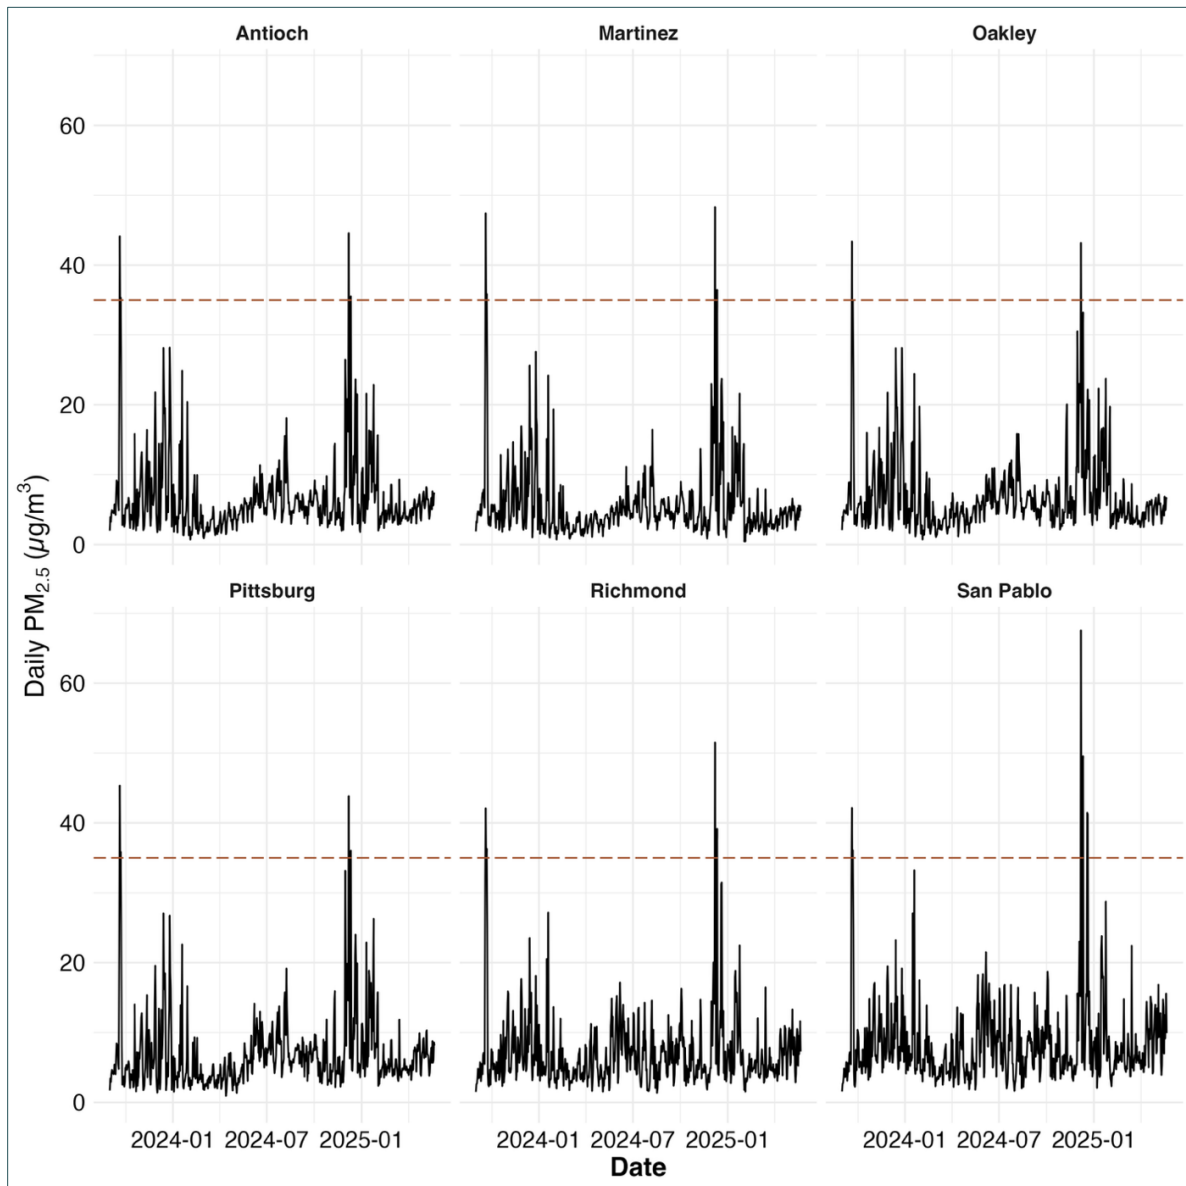 Antioch
Martinez
Oakley
60
40
20
0
Pittsburg
Richmond
San Pablo
60
40
20
0
Daily PM2.5 (µg/m³)
2024-01 2024-07 2025-01
2024-01 2024-07 2025-01
2024-01 2024-07 2025-01
Date